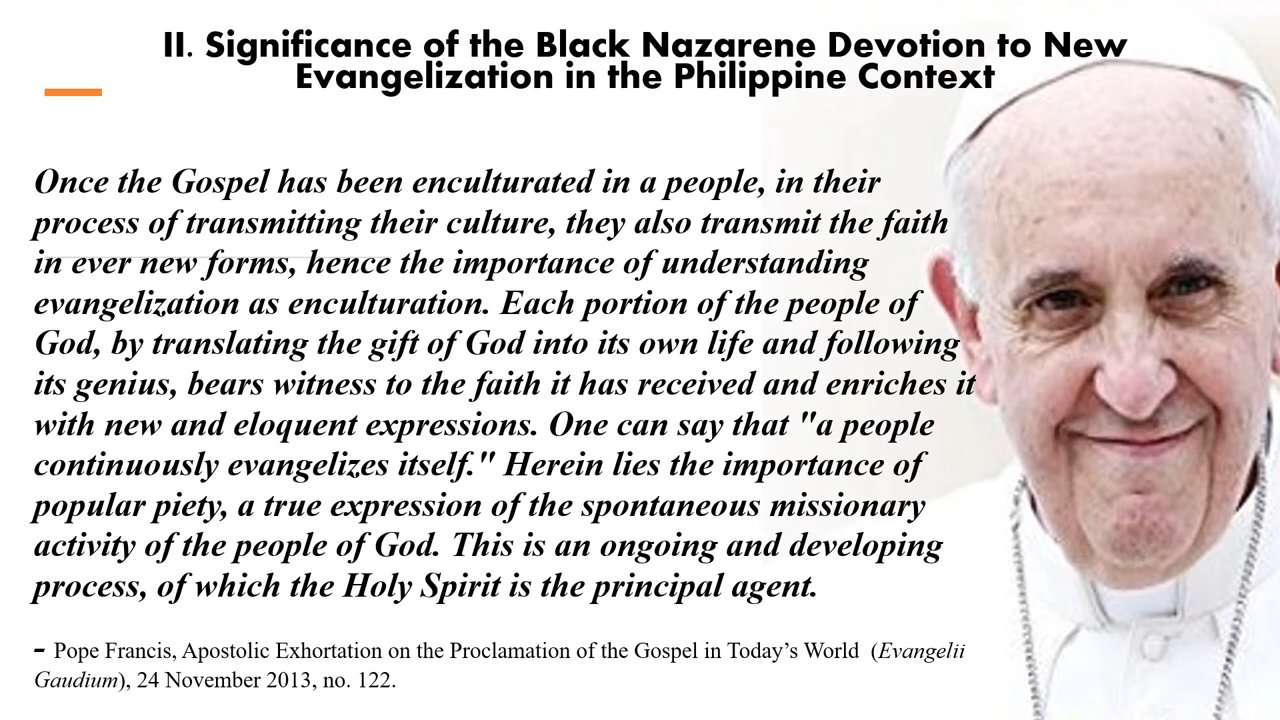 II. Significance of the Black Nazarene Devotion to New
Evangelization in the Philippine Context
Once the Gospel has been enculturated in a people, in their
process of transmitting their culture, they also transmit the faith
in ever new forms, hence the importance of understanding
evangelization as enculturation. Each portion of the people of
God, by translating the gift of God into its own life and following
its genius, bears witness to the faith it has received and enriches it
with new and eloquent expressions. One can say that "a people
continuously evangelizes itself." Herein lies the importance of
popular piety, a true expression of the spontaneous missionary
activity of the people of God. This is an ongoing and developing
process, of which the Holy Spirit is the principal agent.
- Pope Francis, Apostolic Exhortation on the Proclamation of the Gospel in Today’s World (Evangelii
Gaudium), 24 November 2013, no. 122.